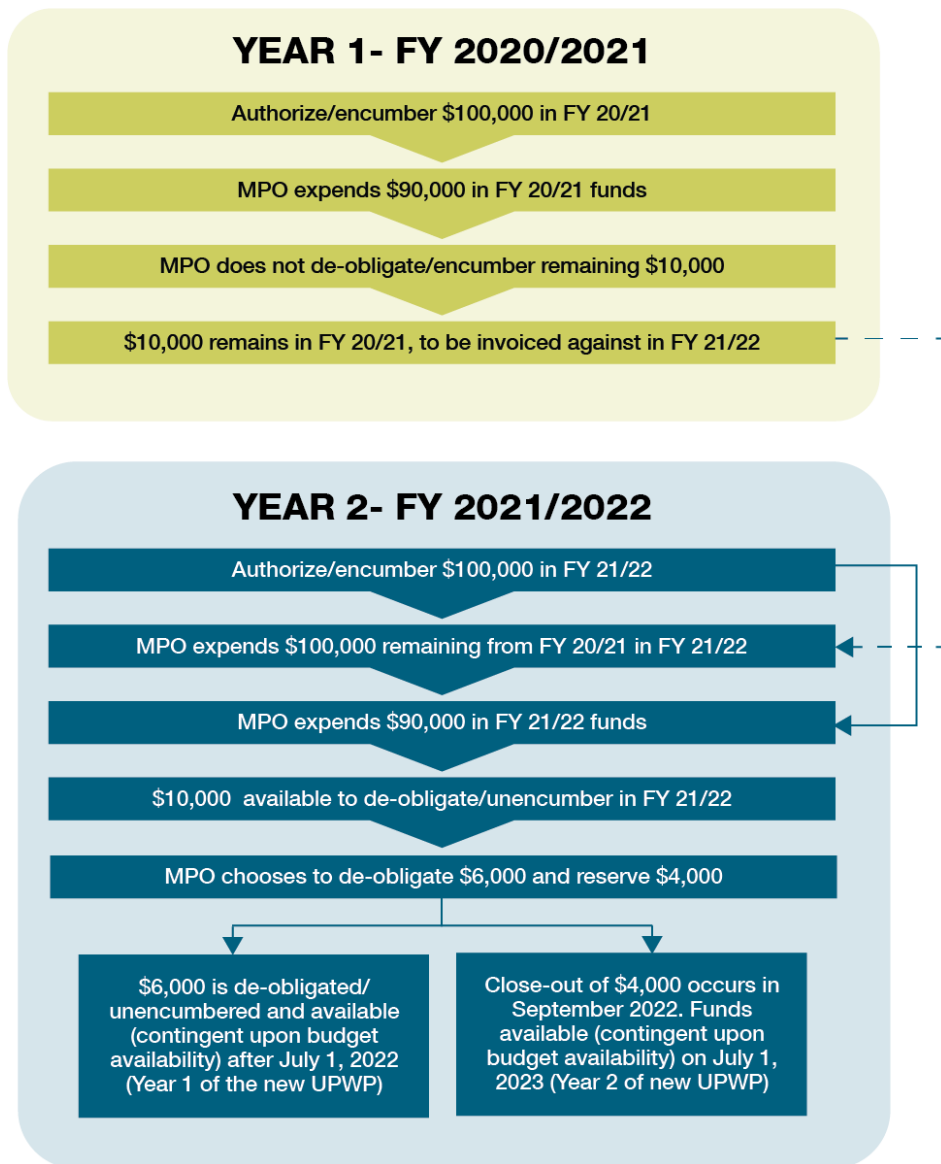 YEAR 1- FY 2020/2021
Authorize/encumber $100,000 in FY 20/21
MPO expends $90,000 in FY 20/21 funds
MPO does not de-obligate/encumber remaining $10,000
$10,000 remains in FY 20/21, to be invoiced against in FY 21/22
YEAR 2- FY 2021/2022
Authorize/encumber $100,000 in FY 21/22
MPO expends $100,000 remaining from FY 20/21 in FY 21/22
MPO expends $90,000 in FY 21/22 funds
$10,000 available to de-obligate/unencumber in FY 21/22
MPO chooses to de-obligate $6,000 and reserve $4,000
$6,000 is de-obligated/
unencumbered and available
(contingent upon budget
availability) after July 1, 2022
(Year 1 of the new UPWP)
Close-out of $4,000 occurs in
September 2022. Funds
available (contingent upon
budget availability) on July 1,
2023 (Year 2 of new UPWP)